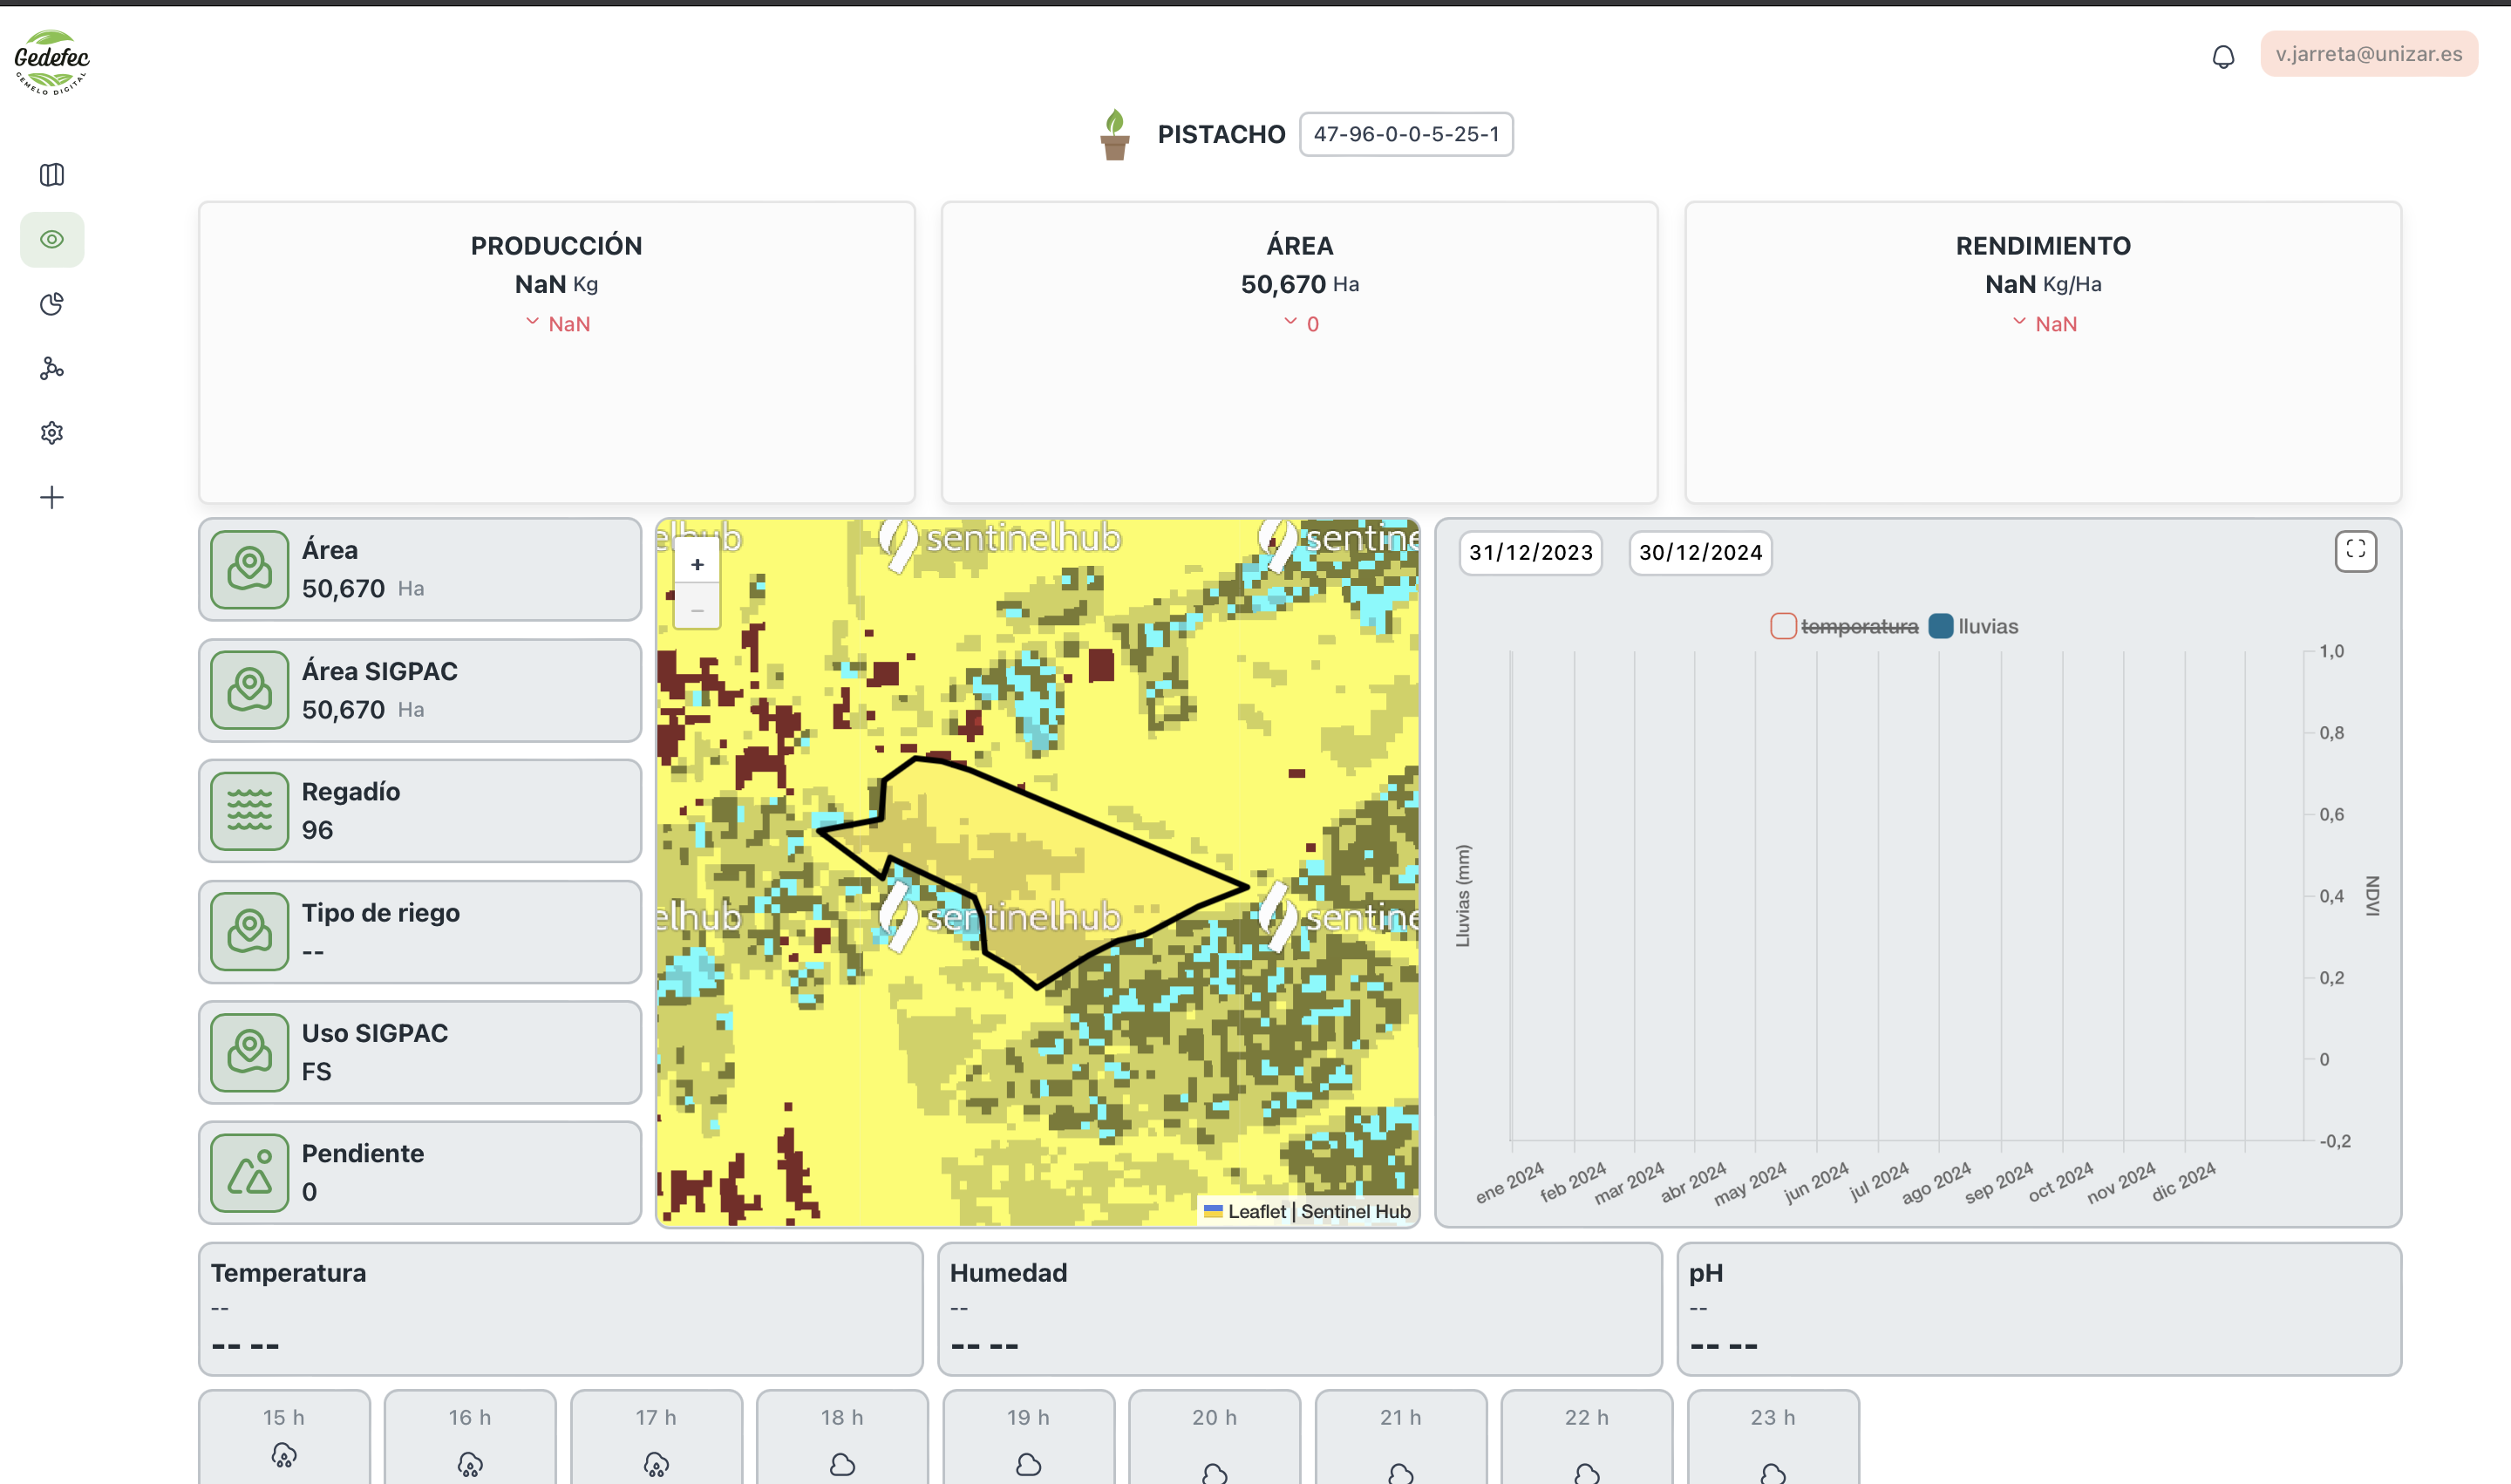 Gedefec
GEMELO DIGITAL
v.jarreta@unizar.es
PISTACHO 47-96-0-0-5-25-1
PRODUCCIÓN
NaN Kg
NaN
ÁREA
50,670 Ha
0
RENDIMIENTO
NaN Kg/Ha
NaN
Área
50,670 Ha
Área SIGPAC
50,670 Ha
Regadío
96
Tipo de riego
--
Uso SIGPAC
FS
Pendiente
0
elhub sentinelhub sentine
+
−
elhub sentinelhub sentine
Leaflet | Sentinel Hub
31/12/2023 30/12/2024
temperatura lluvias
Lluvias (mm)
1,0
0,8
0,6
0,4
0,2
0
-0,2
NDVI
ene 2024 feb 2024 mar 2024 abr 2024 may 2024 jun 2024 jul 2024 ago 2024 sep 2024 oct 2024 nov 2024 dic 2024
Temperatura
--
-- --
Humedad
--
-- --
pH
--
-- --
15 h 16 h 17 h 18 h 19 h 20 h 21 h 22 h 23 h